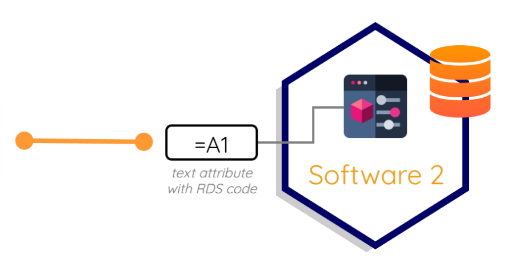 =A1
text attribute
with RDS code
Software 2